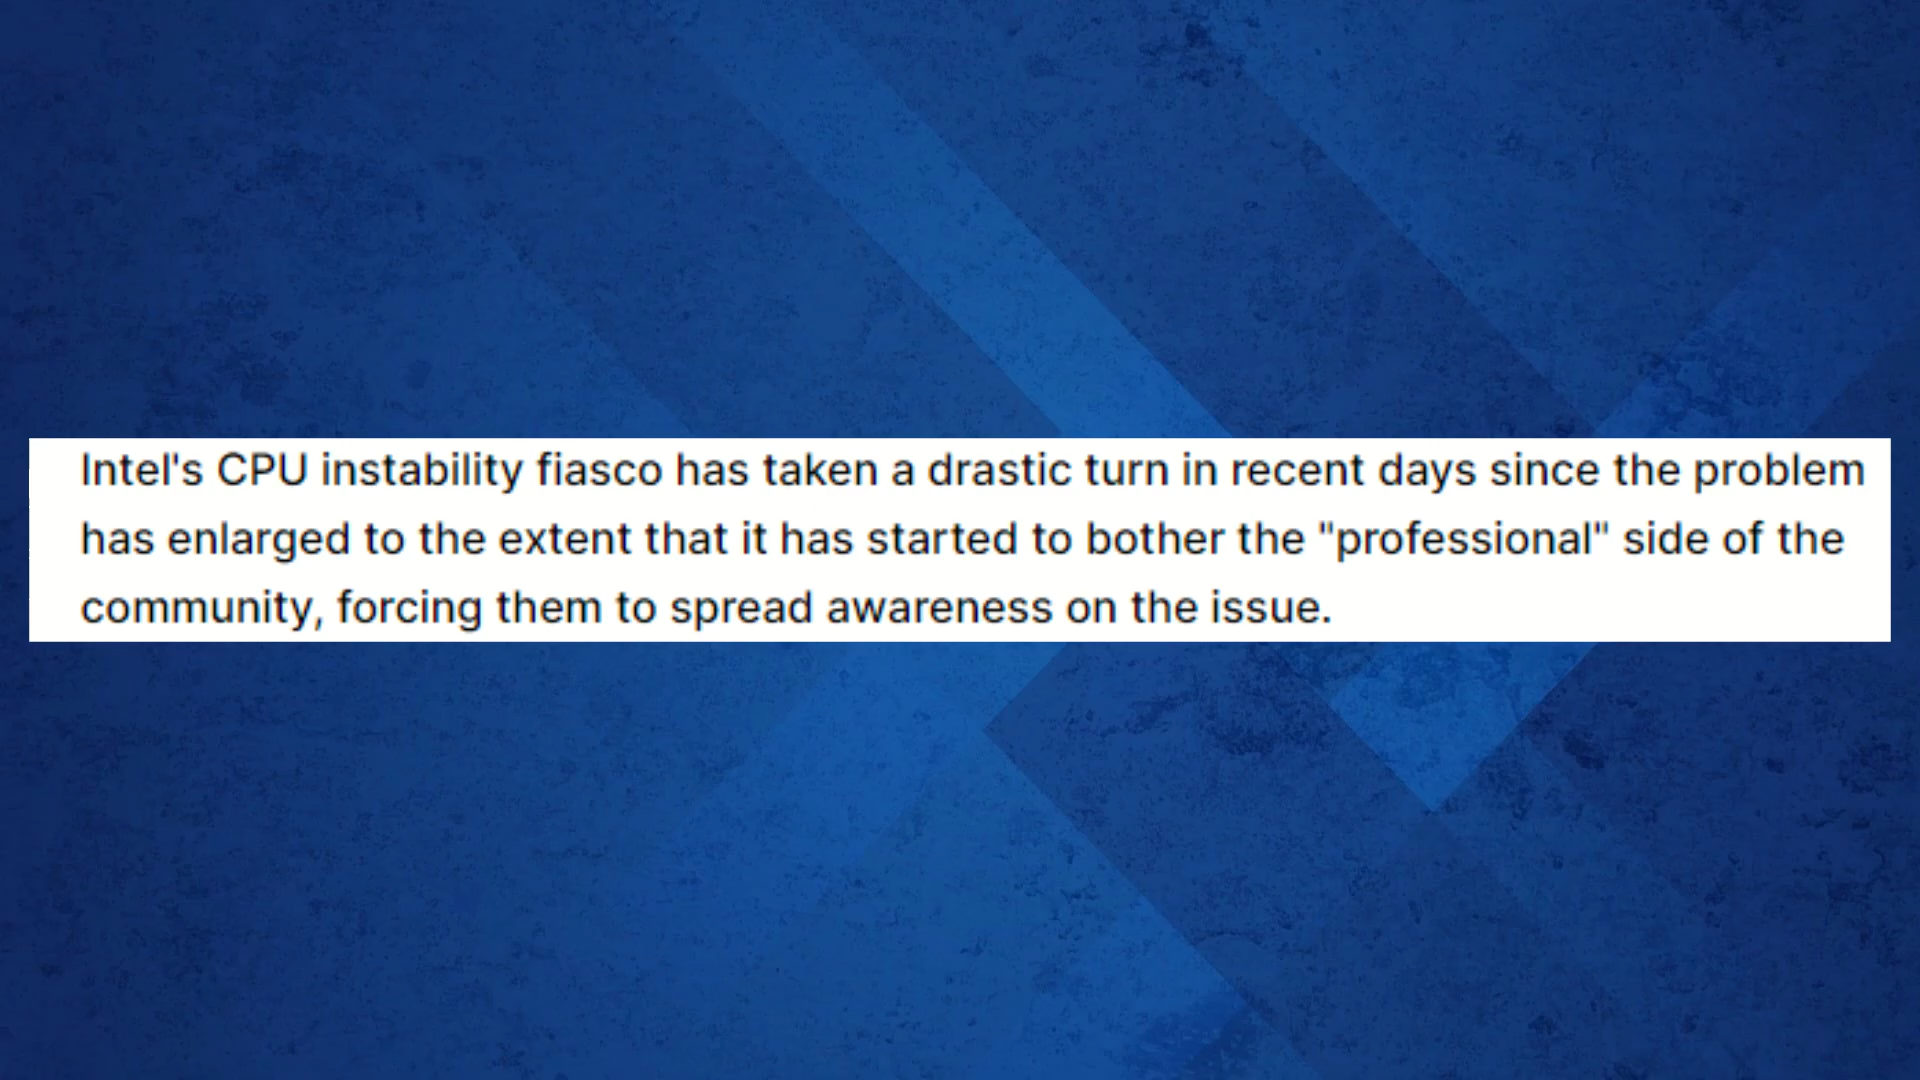 Intel's CPU instability fiasco has taken a drastic turn in recent days since the problem
has enlarged to the extent that it has started to bother the "professional" side of the
community, forcing them to spread awareness on the issue.